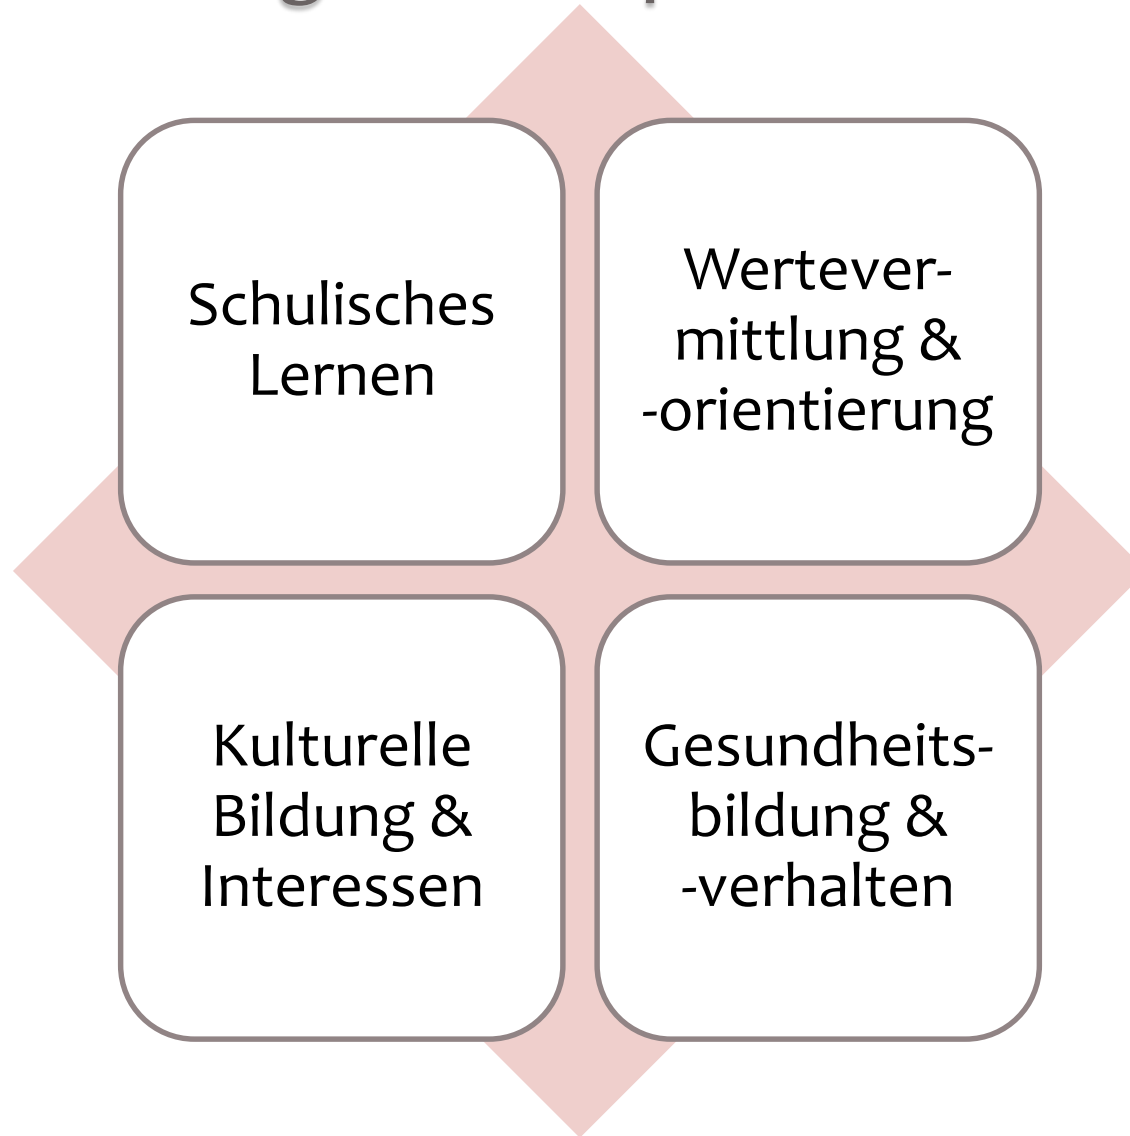 Schulisches
Lernen
Wertever-
mittlung &
-orientierung
Kulturelle
Bildung &
Interessen
Gesundheits-
bildung &
-verhalten